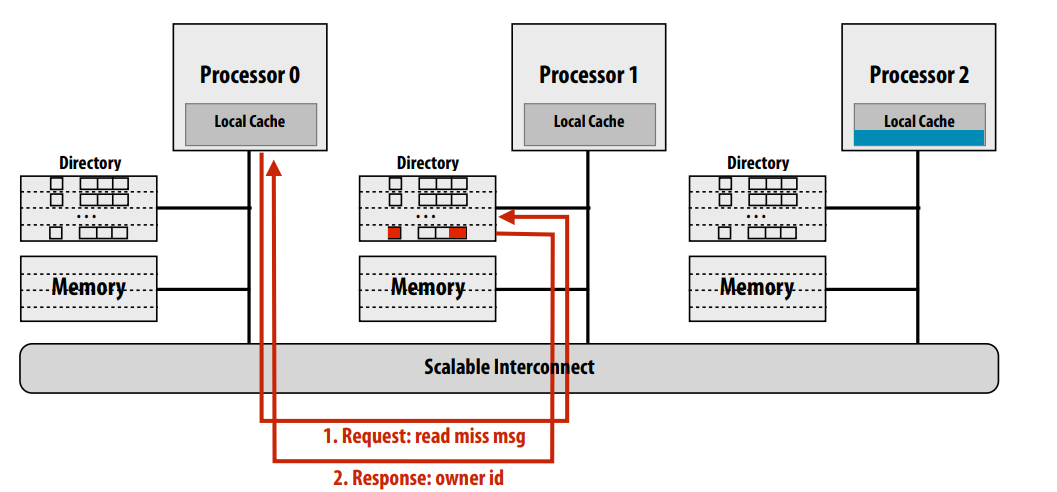 Processor 0
Processor 1
Processor 2
Local Cache
Local Cache
Local Cache
Directory
Directory
Directory
...
...
...
Memory
Memory
Memory
Scalable Interconnect
1. Request: read miss msg
2. Response: owner id